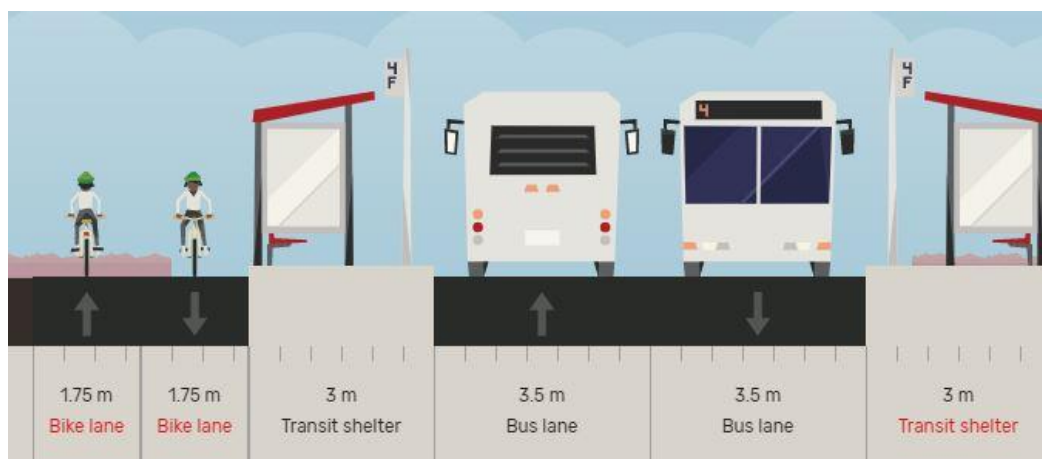 4
F
4
4
F
1.75 m
Bike lane
1.75 m
Bike lane
3 m
Transit shelter
3.5 m
Bus lane
3.5 m
Bus lane
3 m
Transit shelter